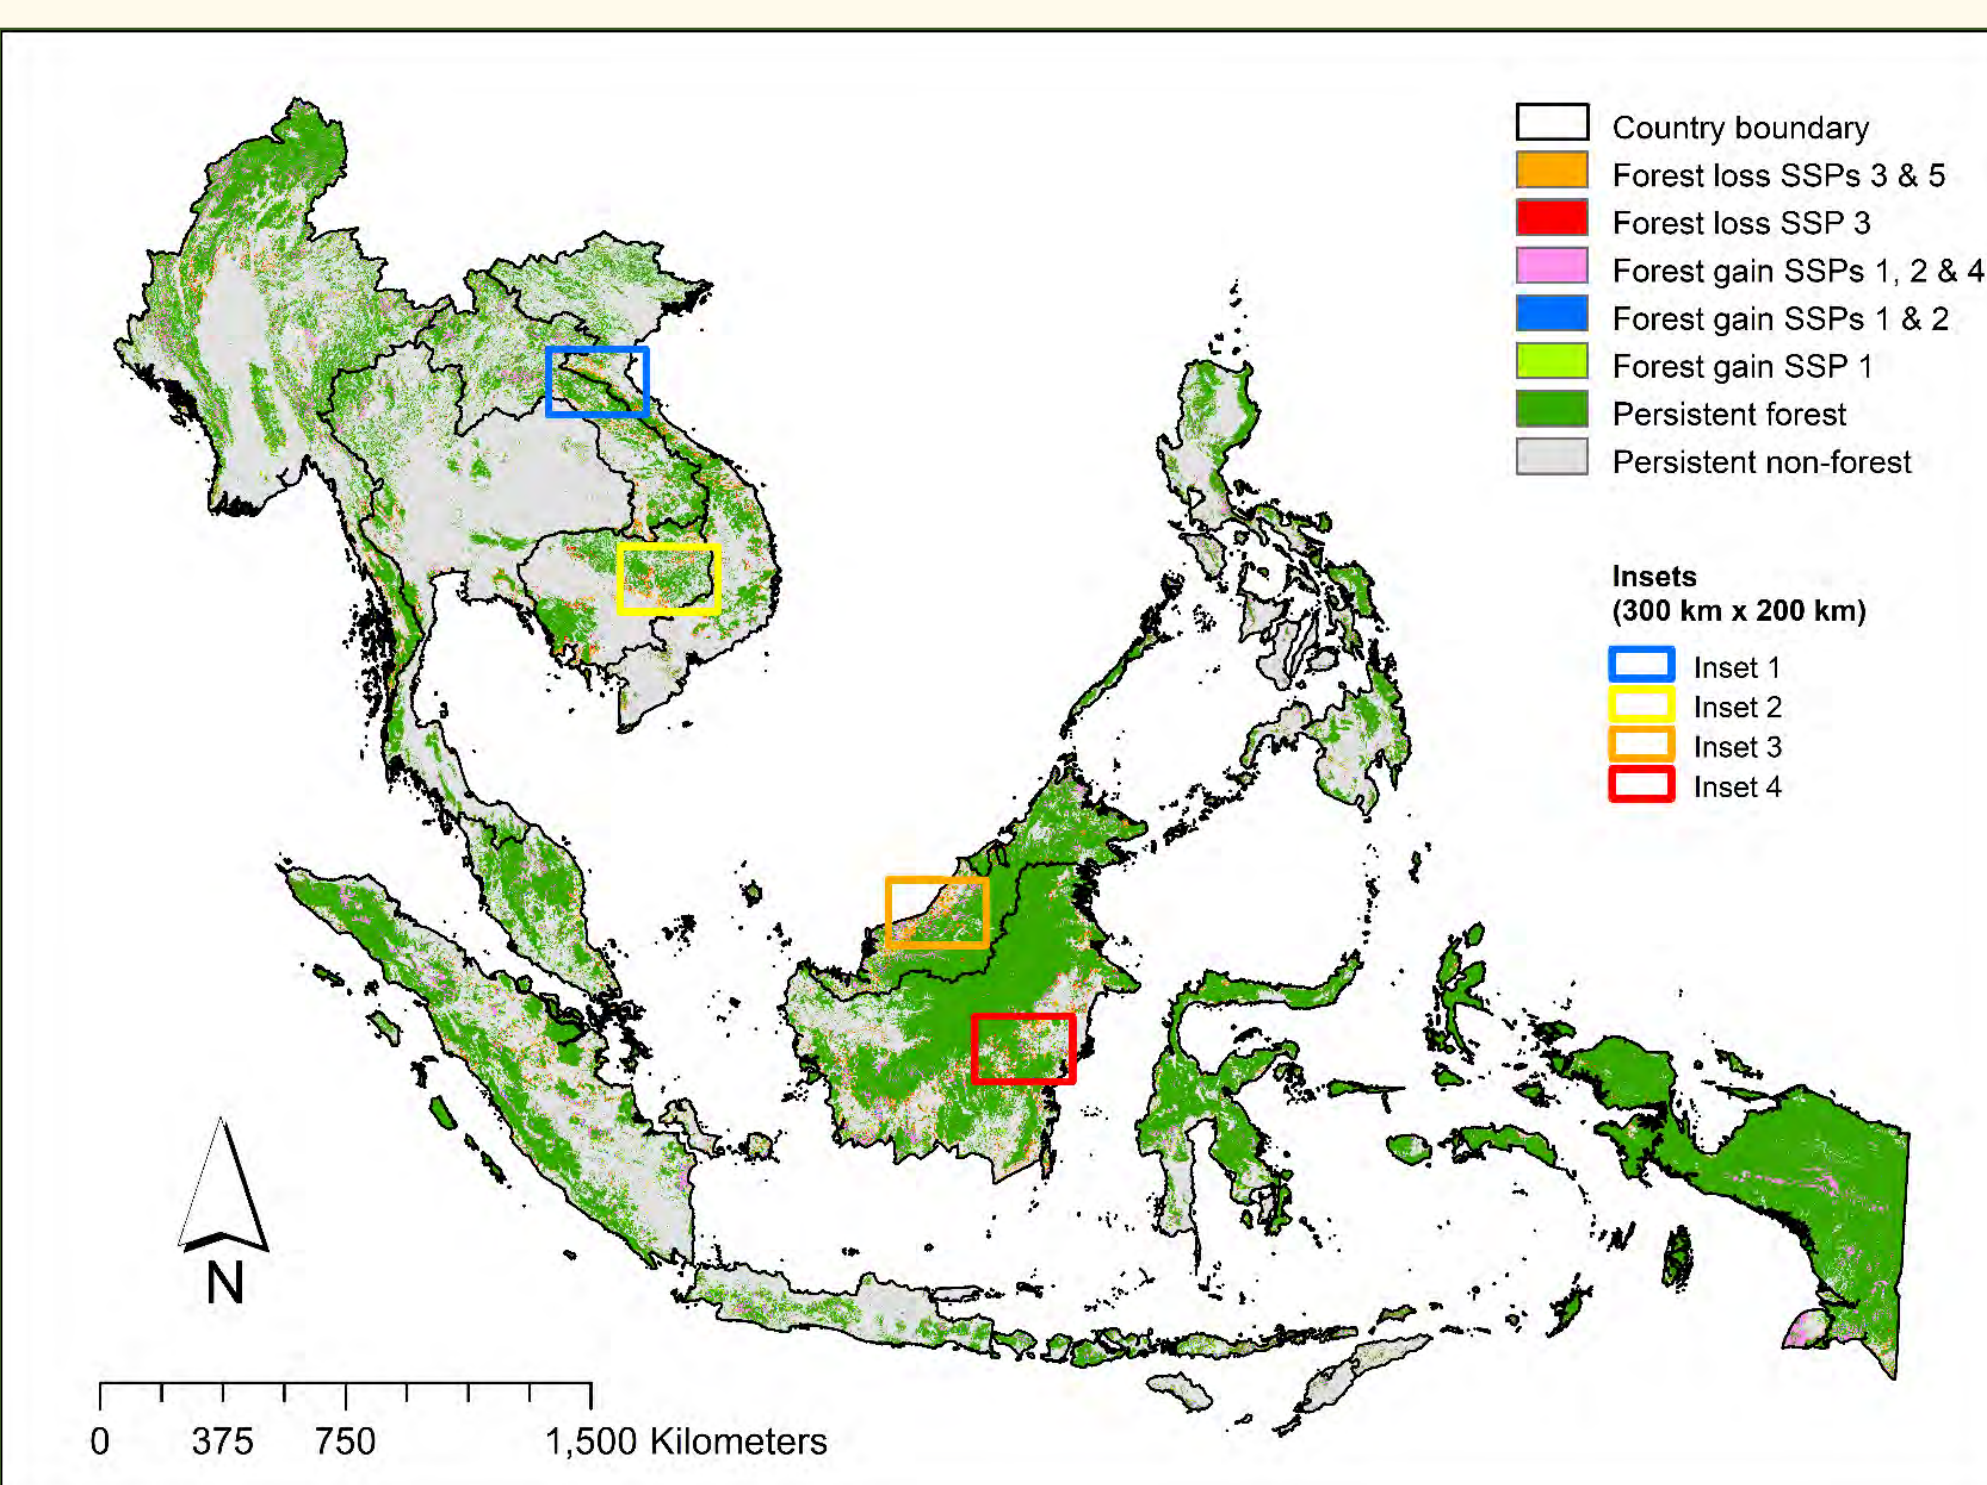 Country boundary
Forest loss SSPs 3 & 5
Forest loss SSP 3
Forest gain SSPs 1, 2 & 4
Forest gain SSPs 1 & 2
Forest gain SSP 1
Persistent forest
Persistent non-forest
Insets
(300 km x 200 km)
Inset 1
Inset 2
Inset 3
Inset 4
N
0 375 750 1,500 Kilometers